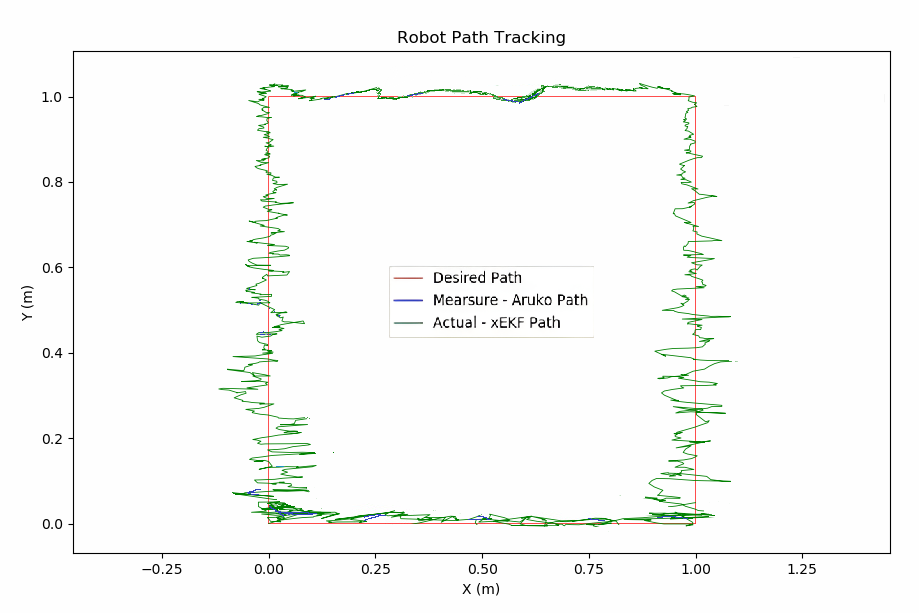 Robot Path Tracking
1.0
0.8
0.6
0.4
0.2
0.0
Y (m)
Desired Path
Mearsure - Aruko Path
Actual - xEKF Path
−0.25 0.00 0.25 0.50 0.75 1.00 1.25
X (m)